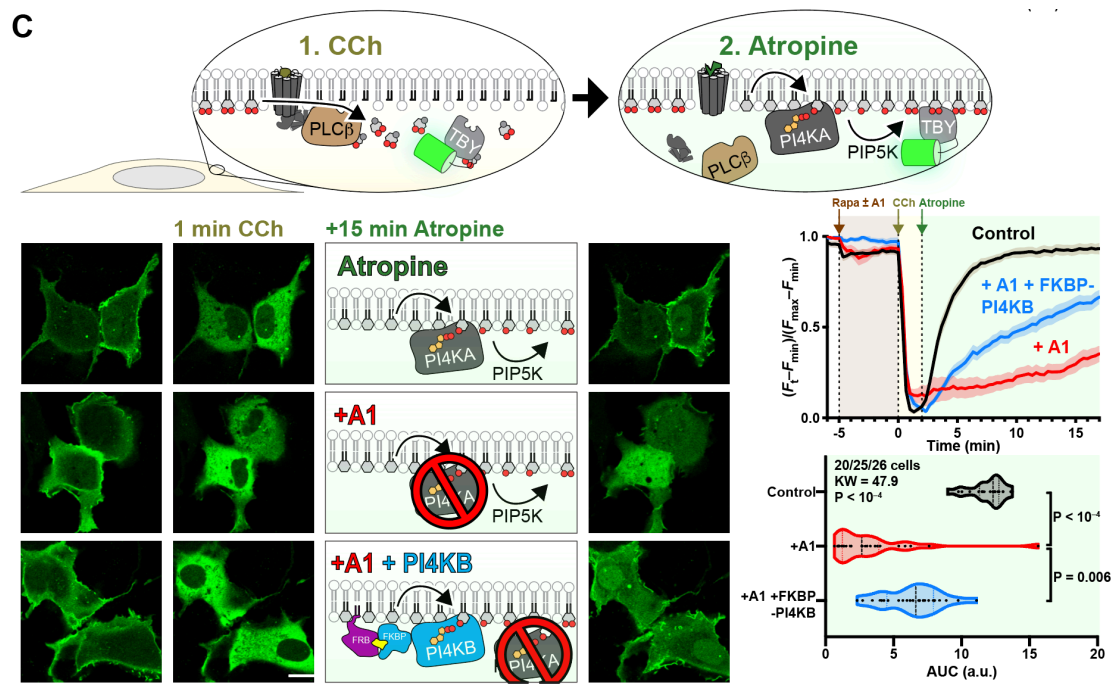 C
1. CCh
2. Atropine
PLCβ
TBY
PI4KA
PLCβ
PIP5K
TBY
1 min CCh
+15 min Atropine
Atropine
PI4KA
PIP5K
+A1
PI4KA
PIP5K
+A1 + PI4KB
FRB
FKBP
PI4KB
PI4KA
Rapa ± A1
CCh
Atropine
Control
+ A1 + FKBP-
PI4KB
+ A1
(Ft–Fmin)/(Fmax–Fmin)
1.0
0.5
0.0
-5
0
5
10
15
Time (min)
20/25/26 cells
KW = 47.9
P < 10⁻⁴
Control
+A1
+A1 +FKBP
-PI4KB
P < 10⁻⁴
P = 0.006
0
5
10
15
20
AUC (a.u.)